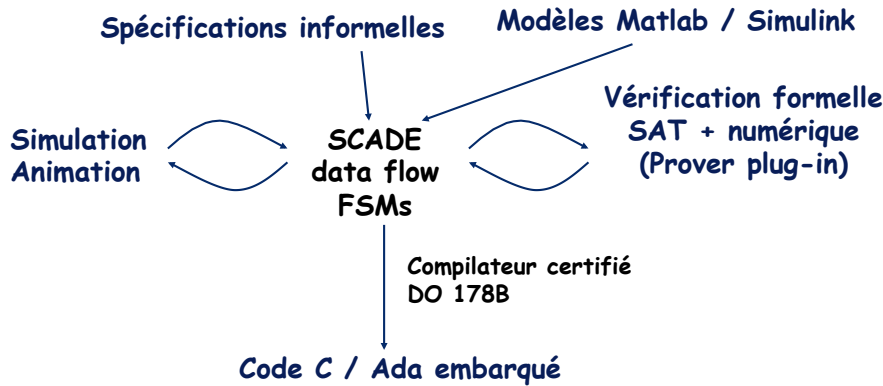 Spécifications informelles
Modèles Matlab / Simulink
Simulation
Animation
SCADE
data flow
FSMs
Vérification formelle
SAT + numérique
(Prover plug-in)
Compilateur certifié
DO 178B
Code C / Ada embarqué